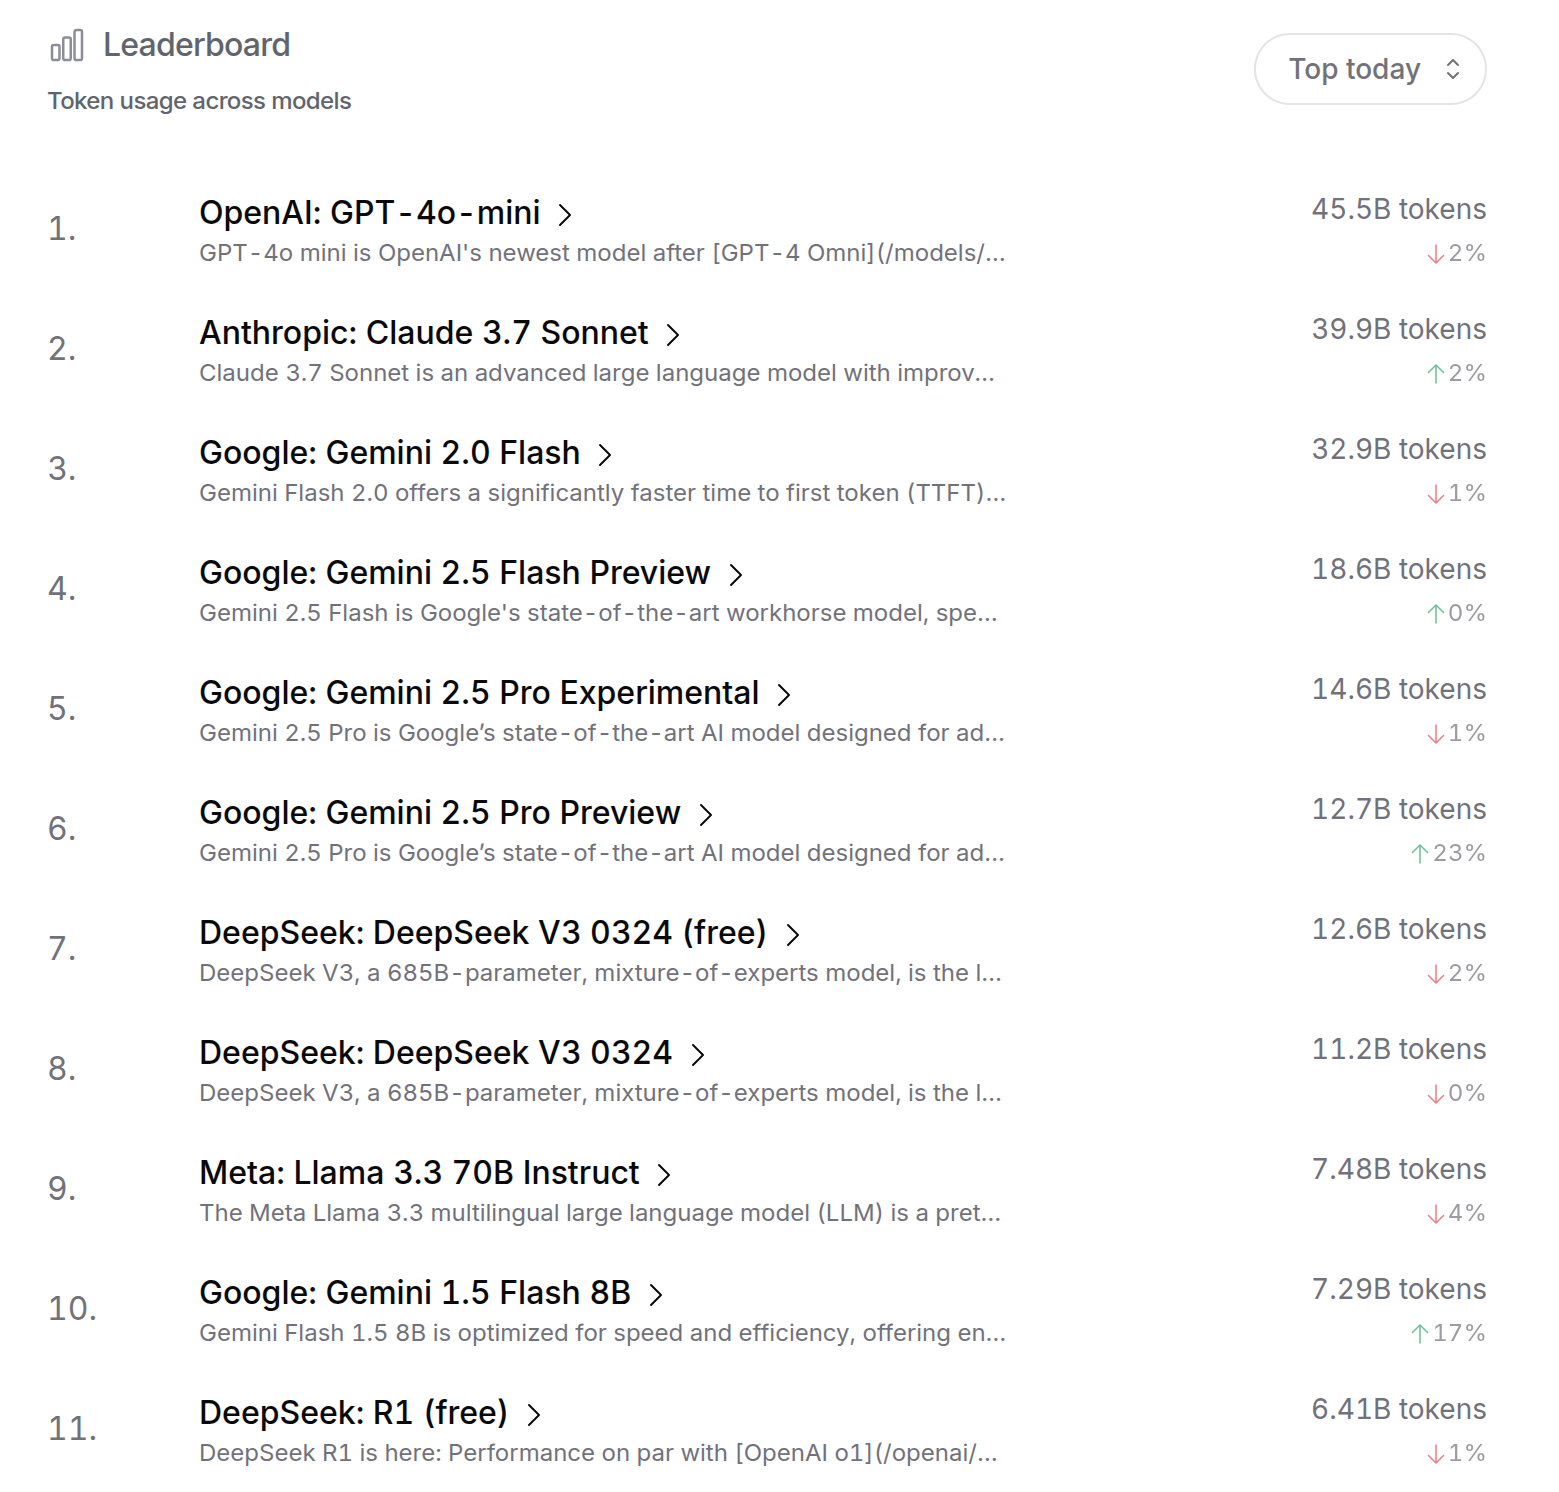 Leaderboard
Top today
Token usage across models
1.
OpenAI: GPT-4o-mini
45.5B tokens
GPT-4o mini is OpenAI's newest model after [GPT-4 Omni](/models/...
↓2%
2.
Anthropic: Claude 3.7 Sonnet
39.9B tokens
Claude 3.7 Sonnet is an advanced large language model with improv...
↑2%
3.
Google: Gemini 2.0 Flash
32.9B tokens
Gemini Flash 2.0 offers a significantly faster time to first token (TTFT)...
↓1%
4.
Google: Gemini 2.5 Flash Preview
18.6B tokens
Gemini 2.5 Flash is Google's state-of-the-art workhorse model, spe...
↑0%
5.
Google: Gemini 2.5 Pro Experimental
14.6B tokens
Gemini 2.5 Pro is Google’s state-of-the-art AI model designed for ad...
↓1%
6.
Google: Gemini 2.5 Pro Preview
12.7B tokens
Gemini 2.5 Pro is Google’s state-of-the-art AI model designed for ad...
↑23%
7.
DeepSeek: DeepSeek V3 0324 (free)
12.6B tokens
DeepSeek V3, a 685B-parameter, mixture-of-experts model, is the l...
↓2%
8.
DeepSeek: DeepSeek V3 0324
11.2B tokens
DeepSeek V3, a 685B-parameter, mixture-of-experts model, is the l...
↓0%
9.
Meta: Llama 3.3 70B Instruct
7.48B tokens
The Meta Llama 3.3 multilingual large language model (LLM) is a pret...
↓4%
10.
Google: Gemini 1.5 Flash 8B
7.29B tokens
Gemini Flash 1.5 8B is optimized for speed and efficiency, offering en...
↑17%
11.
DeepSeek: R1 (free)
6.41B tokens
DeepSeek R1 is here: Performance on par with [OpenAI o1](/openai/...
↓1%